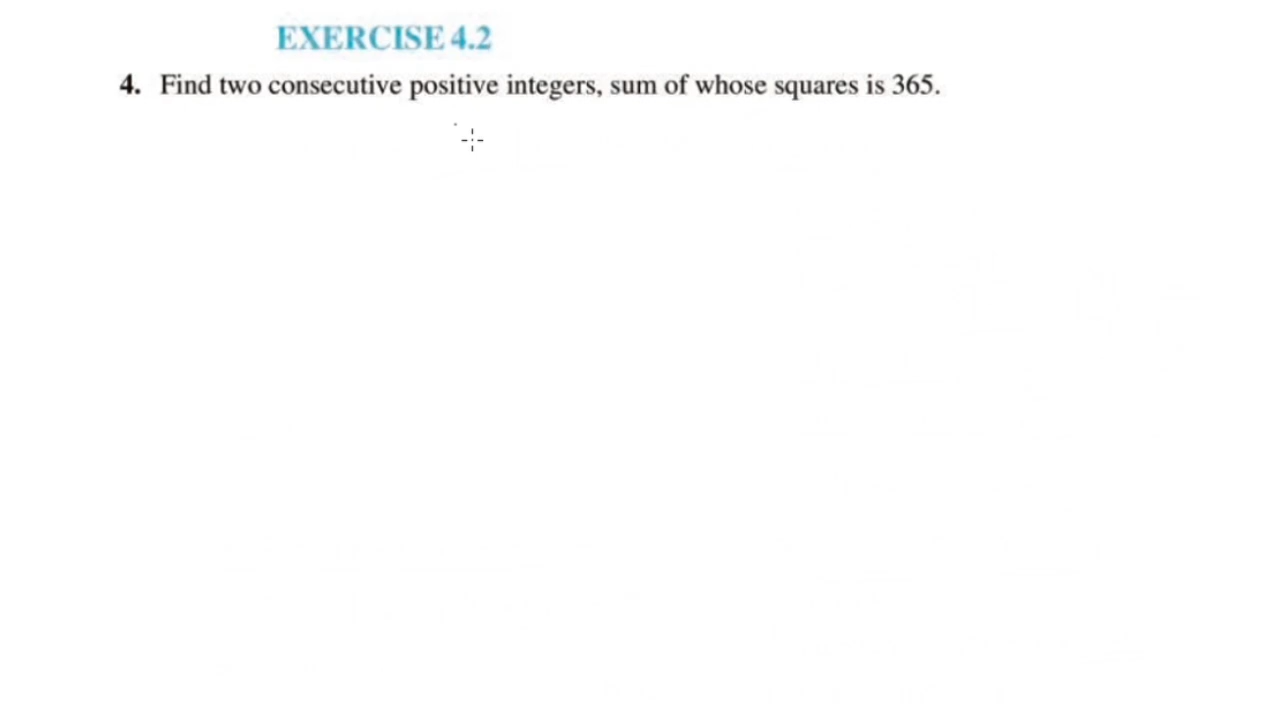 EXERCISE 4.2
4. Find two consecutive positive integers, sum of whose squares is 365.